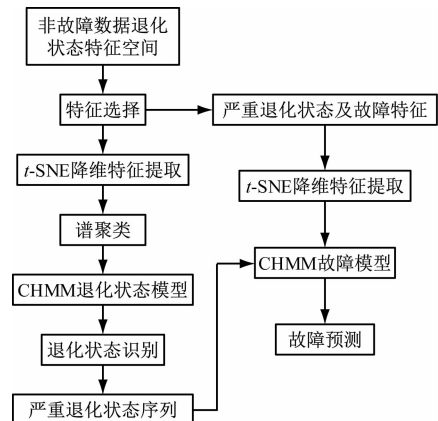 非故障数据退化
状态特征空间
特征选择
严重退化状态及故障特征
t-SNE降维特征提取
t-SNE降维特征提取
谱聚类
CHMM故障模型
CHMM退化状态模型
故障预测
退化状态识别
严重退化状态序列